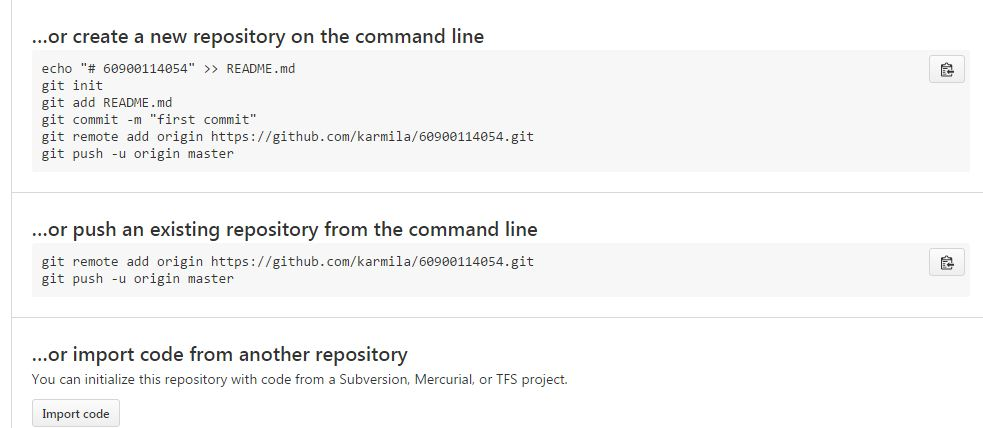 ...or create a new repository on the command line
echo "# 60900114054" >> README.md
git init
git add README.md
git commit -m "first commit"
git remote add origin https://github.com/karmila/60900114054.git
git push -u origin master
...or push an existing repository from the command line
git remote add origin https://github.com/karmila/60900114054.git
git push -u origin master
...or import code from another repository
You can initialize this repository with code from a Subversion, Mercurial, or TFS project.
Import code